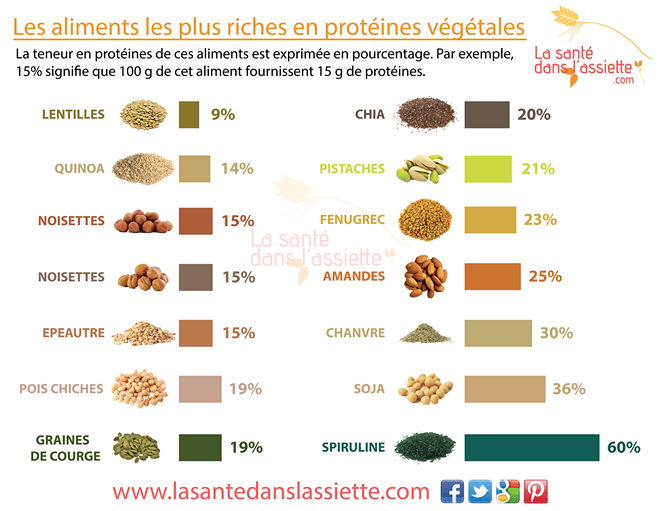 Les aliments les plus riches en protéines végétales
La teneur en protéines de ces aliments est exprimée en pourcentage. Par exemple,
15% signifie que 100 g de cet aliment fournissent 15 g de protéines.
La santé
dans l'assiette
.com
LENTILLES 9%
QUINOA 14%
NOISETTES 15%
NOISETTES 15%
EPEAUTRE 15%
POIS CHICHES 19%
GRAINES
DE COURGE 19%
CHIA 20%
PISTACHES 21%
FENUGREC 23%
AMANDES 25%
CHANVRE 30%
SOJA 36%
SPIRULINE 60%
La santé
dans l'assiette
.com
www.lasantedanslassiette.com